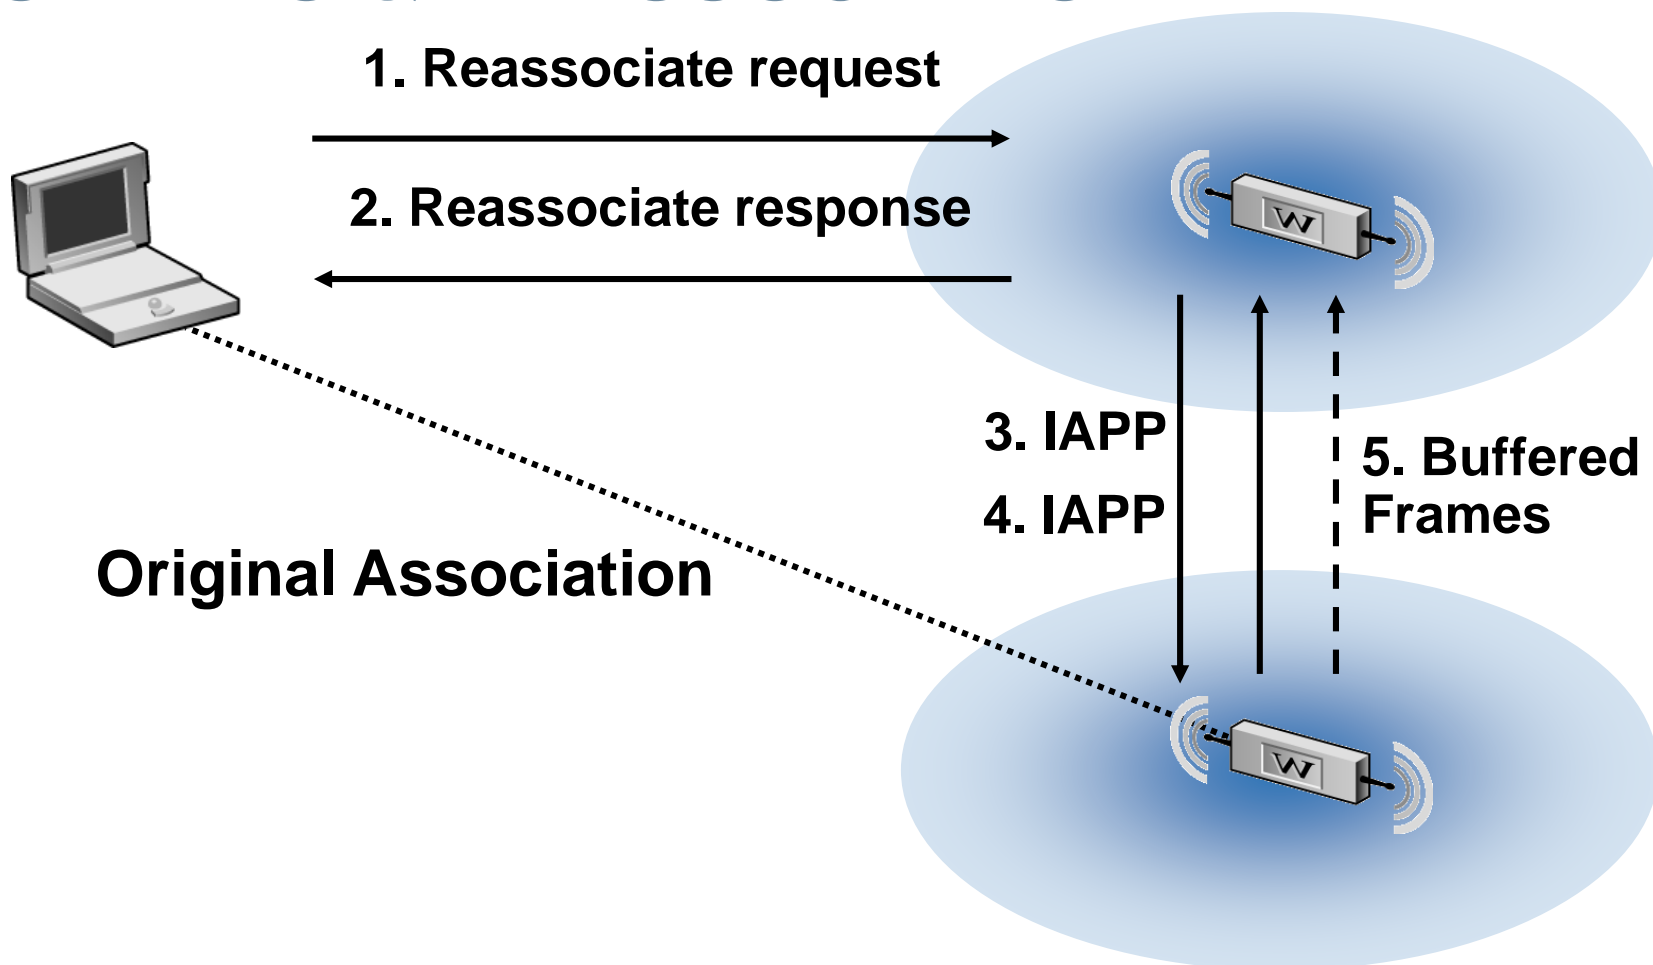 1. Reassociate request
2. Reassociate response
3. IAPP
4. IAPP
5. Buffered
Frames
Original Association
W
W